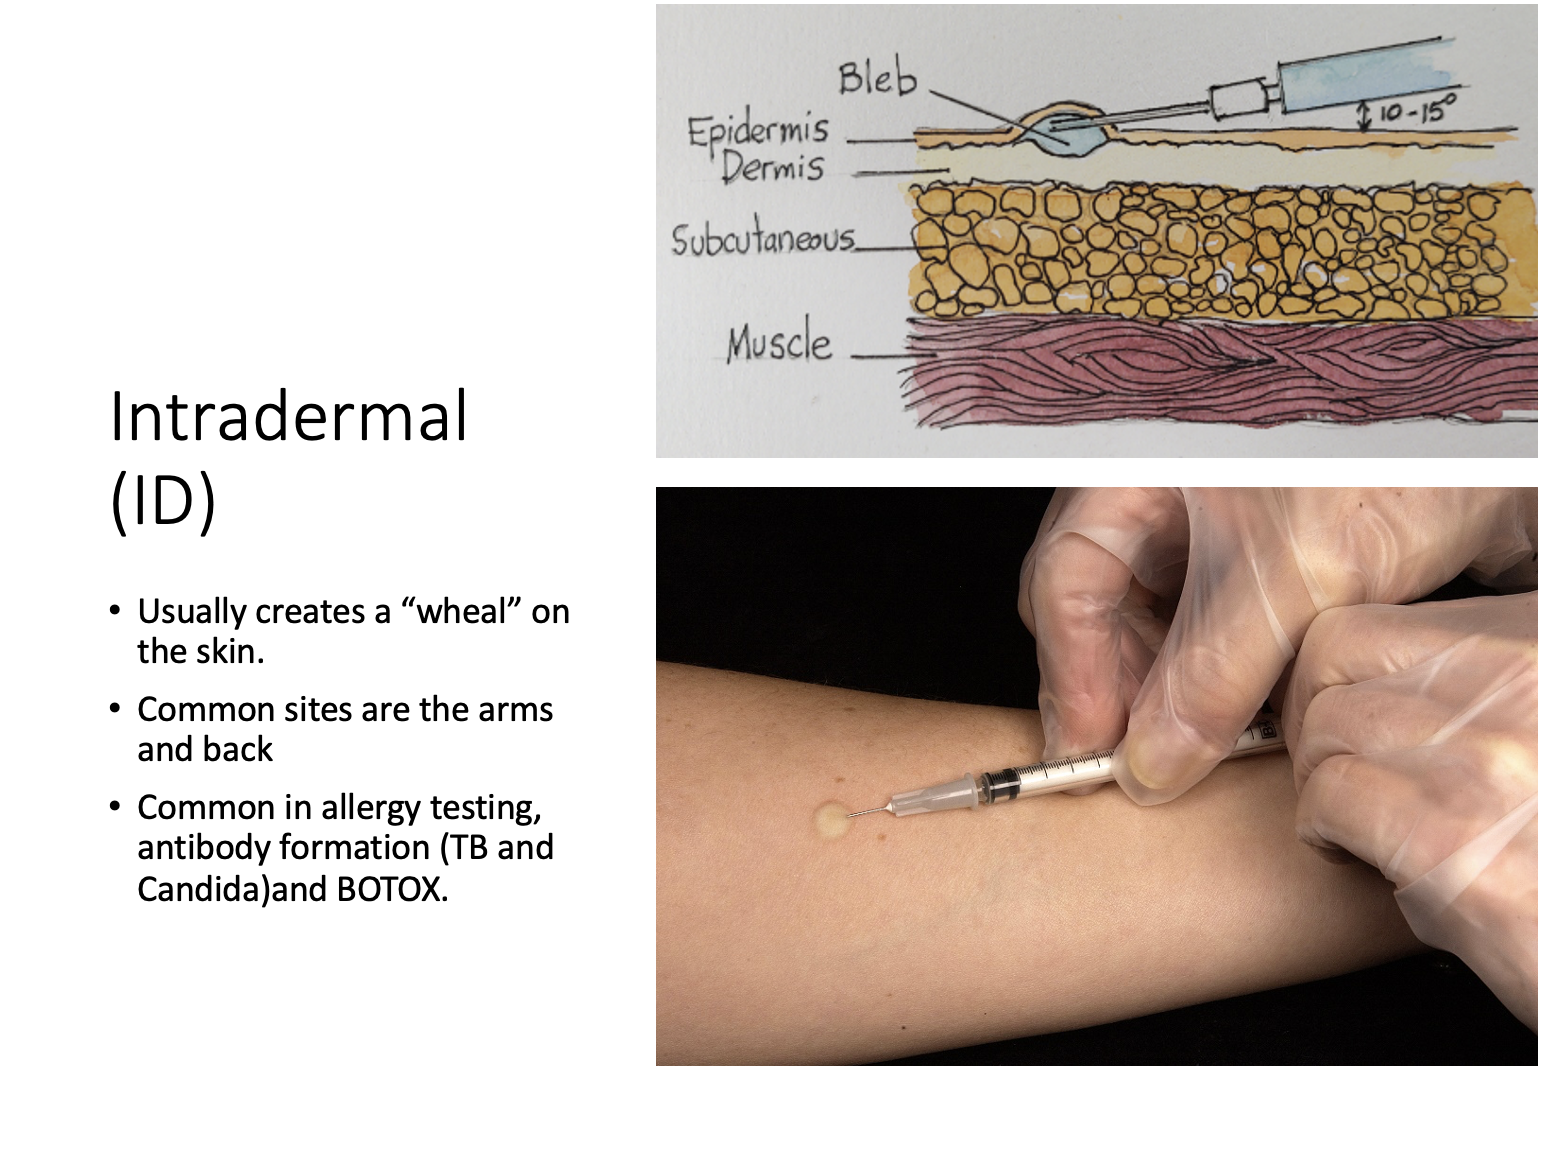 Intradermal
(ID)
• Usually creates a “wheal” on
the skin.
• Common sites are the arms
and back
• Common in allergy testing,
antibody formation (TB and
Candida)and BOTOX.
Bleb
Epidermis
Dermis
Subcutaneous
Muscle
10-15°